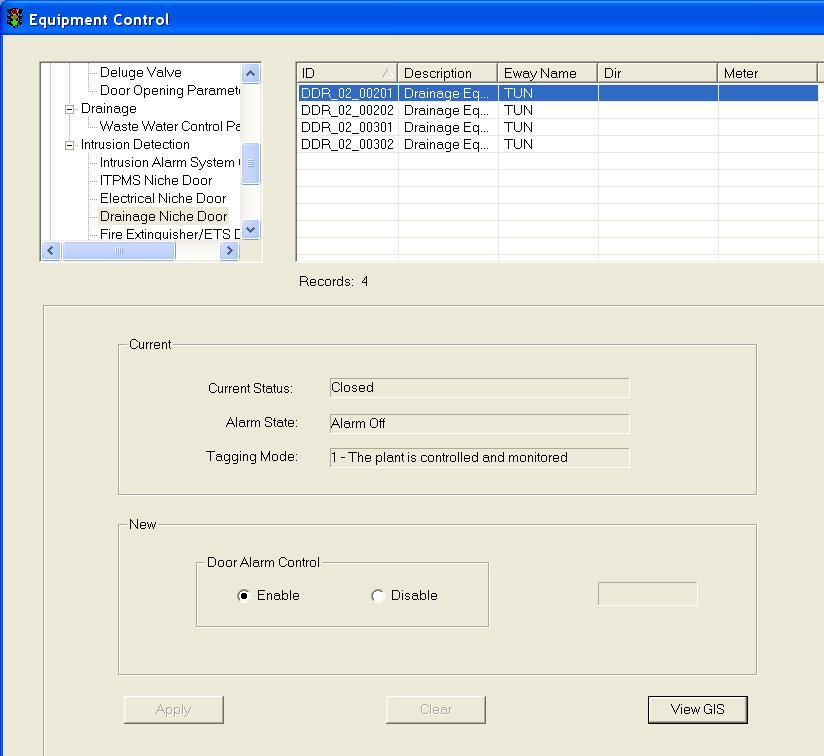 Equipment Control
Deluge Valve
Door Opening Paramet
Drainage
Waste Water Control Pa
Intrusion Detection
Intrusion Alarm System
ITPMS Niche Door
Electrical Niche Door
Drainage Niche Door
Fire Extinguisher/ETS D
ID Description Eway Name Dir Meter
DDR_02_00201 Drainage Eq... TUN
DDR_02_00202 Drainage Eq... TUN
DDR_02_00301 Drainage Eq... TUN
DDR_02_00302 Drainage Eq... TUN
Records: 4
Current
Current Status: Closed
Alarm State: Alarm Off
Tagging Mode: 1 - The plant is controlled and monitored
New
Door Alarm Control
Enable Disable
Apply Clear View GIS